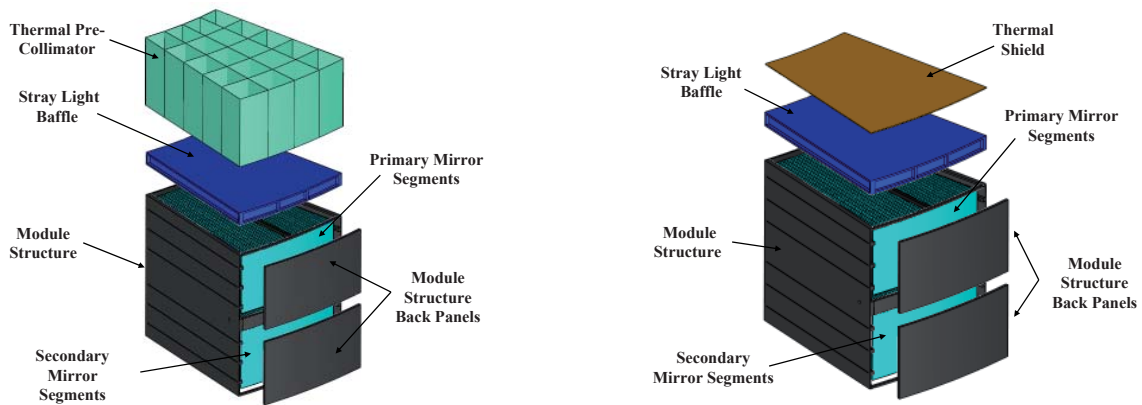 Thermal Pre-
Collimator
Stray Light
Baffle
Primary Mirror
Segments
Module
Structure
Module
Structure
Back Panels
Secondary
Mirror
Segments
Thermal
Shield
Stray Light
Baffle
Primary Mirror
Segments
Module
Structure
Module
Structure
Back Panels
Secondary
Mirror Segments